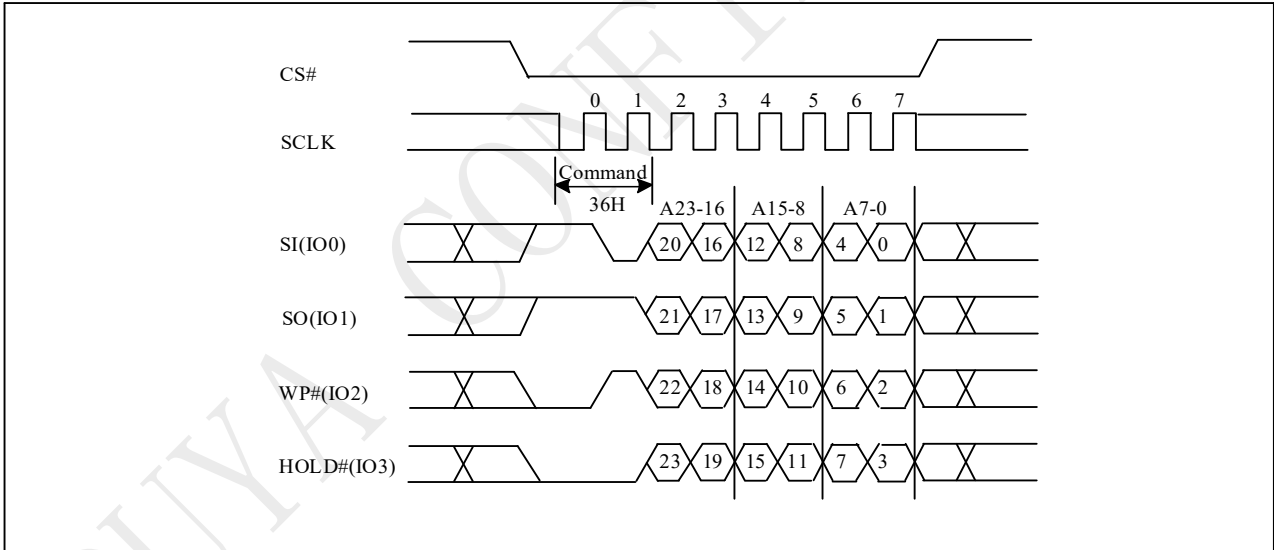 CS#
0 1 2 3 4 5 6 7
SCLK
Command
36H
A23-16 A15-8 A7-0
SI(IO0) 20 16 12 8 4 0
SO(IO1) 21 17 13 9 5 1
WP#(IO2) 22 18 14 10 6 2
HOLD#(IO3) 23 19 15 11 7 3